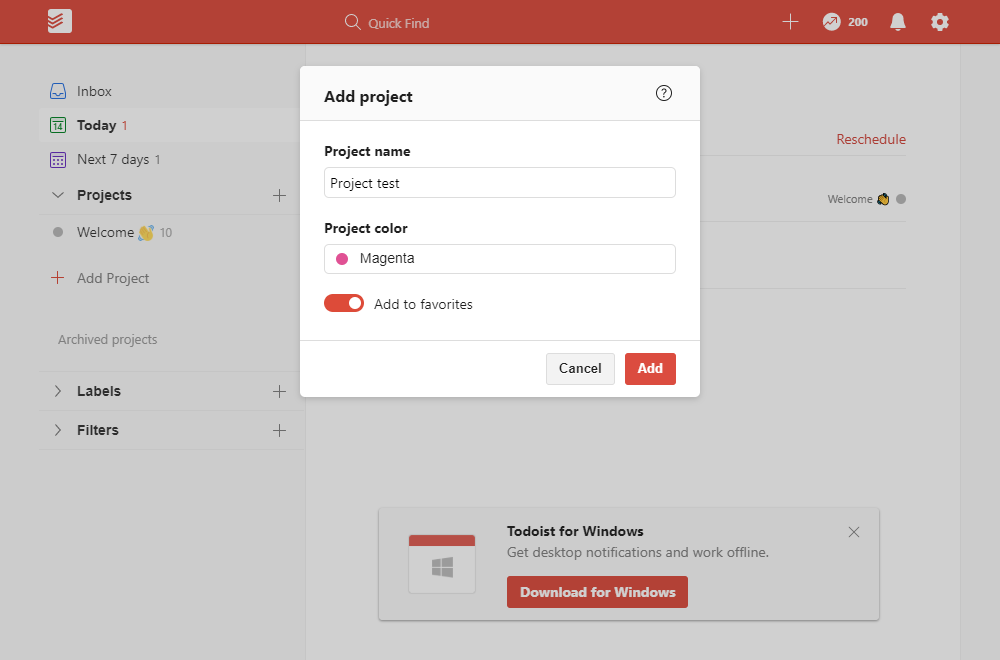 Quick Find
200
Inbox
14 Today 1
Next 7 days 1
Projects
Welcome 10
Add Project
Archived projects
Labels
Filters
Add project
?
Project name
Project test
Project color
Magenta
Add to favorites
Cancel Add
Reschedule
Welcome
Todoist for Windows
Get desktop notifications and work offline.
Download for Windows